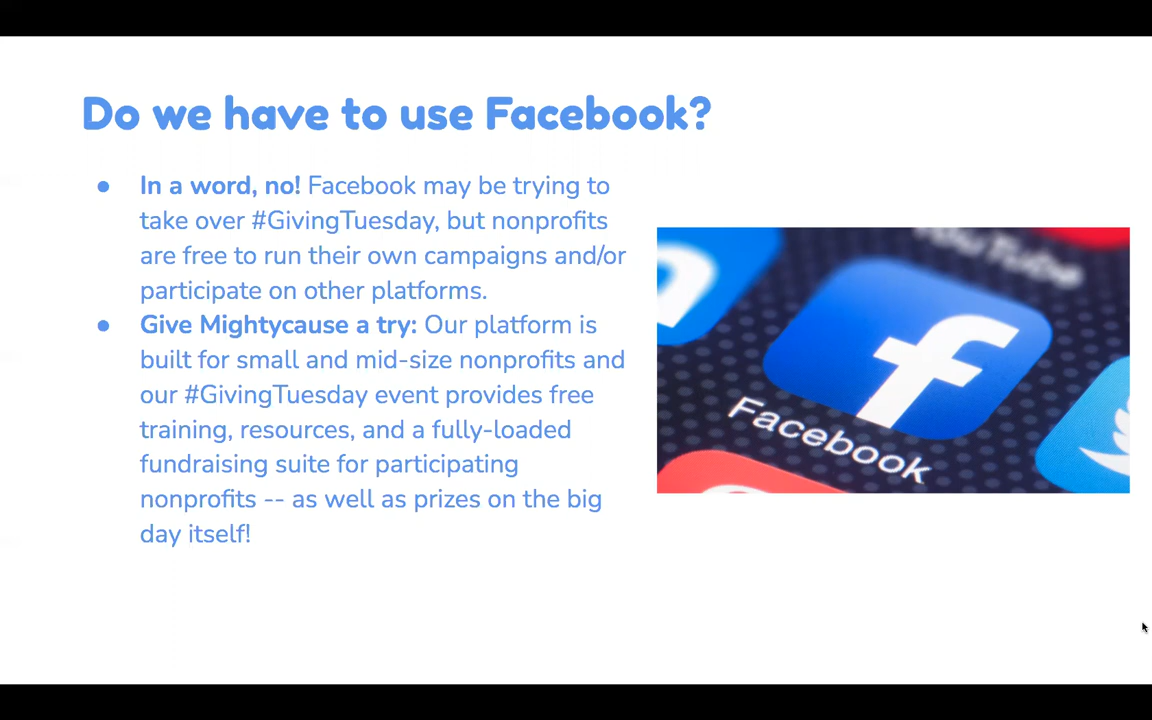 Do we have to use Facebook?
● In a word, no! Facebook may be trying to
take over #GivingTuesday, but nonprofits
are free to run their own campaigns and/or
participate on other platforms.
● Give Mightycause a try: Our platform is
built for small and mid-size nonprofits and
our #GivingTuesday event provides free
training, resources, and a fully-loaded
fundraising suite for participating
nonprofits -- as well as prizes on the big
day itself!
YouTube
f
Facebook